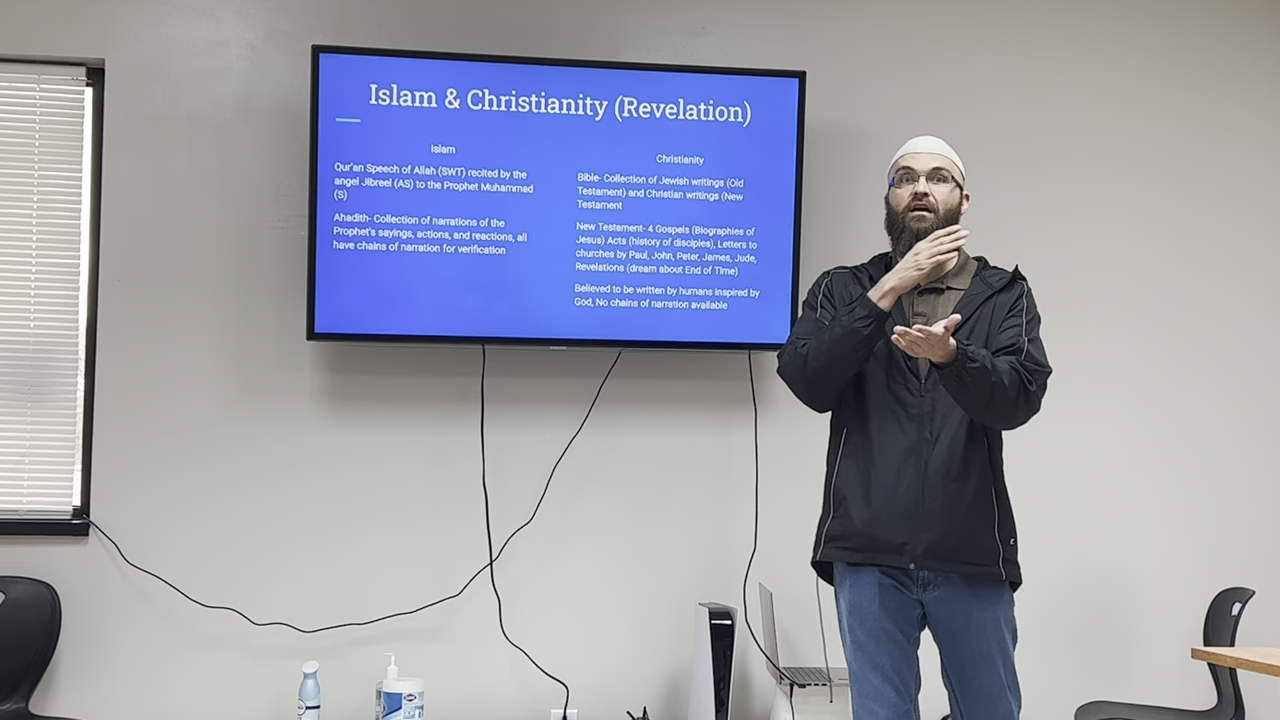 Islam & Christianity (Revelation)
Islam
Qur'an Speech of Allah (SWT) recited by the
angel Jibreel (AS) to the Prophet Muhammad
(S)
Ahadith- Collection of narrations of the
Prophet's sayings, actions, and reactions, all
have chains of narration for verification
Christianity
Bible- Collection of Jewish writings (Old
Testament) and Christian writings (New
Testament
New Testament- 4 Gospels (Biographies of
Jesus) Acts (history of disciples), Letters to
churches by Paul, John, Peter, James, Jude,
Revelations (dream about End of Time)
Believed to be written by humans inspired by
God, No chains of narration available